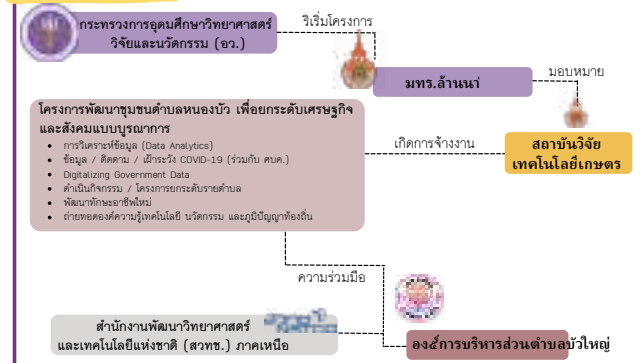 กระทรวงการอุดมศึกษาวิทยาศาสตร์
วิจัยและนวัตกรรม (อว.)
ริเริ่มโครงการ
มทร.ล้านนา
มอบหมาย
สถาบันวิจัย
เทคโนโลยีเกษตร
เกิดการจ้างงาน
โครงการพัฒนาชุมชนตำบลหนองบัว เพื่อยกระดับเศรษฐกิจ
และสังคมแบบบูรณาการ
• การวิเคราะห์ข้อมูล (Data Analytics)
• ข้อมูล / ติดตาม / เฝ้าระวัง COVID-19 (ร่วมกับ ศบค.)
• Digitalizing Government Data
• ดำเนินกิจกรรม / โครงการยกระดับรายตำบล
• พัฒนาทักษะอาชีพใหม่
• ถ่ายทอดองค์ความรู้เทคโนโลยี นวัตกรรม และภูมิปัญญาท้องถิ่น
ความร่วมมือ
สำนักงานพัฒนาวิทยาศาสตร์
และเทคโนโลยีแห่งชาติ (สวทช.) ภาคเหนือ
องค์การบริหารส่วนตำบลบัวใหญ่